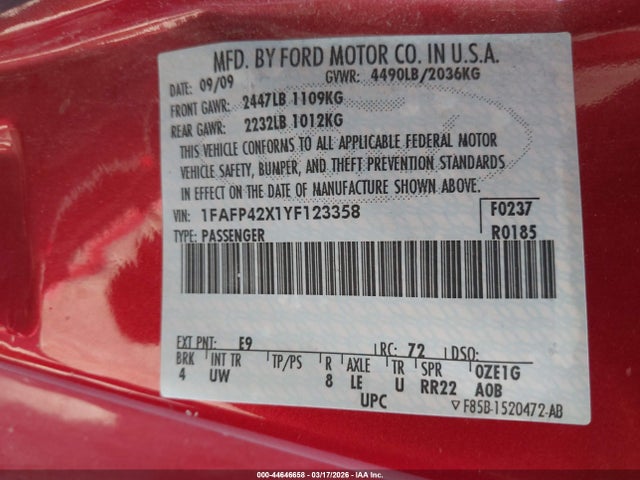 MFD. BY FORD MOTOR CO. IN U.S.A.
DATE: 09/09 GVWR: 4490LB/2036KG
FRONT GAWR: 2447LB 1109KG
REAR GAWR: 2232LB 1012KG
THIS VEHICLE CONFORMS TO ALL APPLICABLE FEDERAL MOTOR
VEHICLE SAFETY, BUMPER, AND THEFT PREVENTION STANDARDS
IN EFFECT ON THE DATE OF MANUFACTURE SHOWN ABOVE.
VIN: 1FAFP42X1YF123358 F0237
TYPE: PASSENGER R0185
EXT PNT: E9 RC: 72 DSO:
BRK INT TR TP/PS R AXLE TR SPR 0ZE1G
4 UW 8 LE U RR22 A0B
UPC ▽F85B-1520472-AB
000-44646658 | 03/17/2026 | IAA Inc.